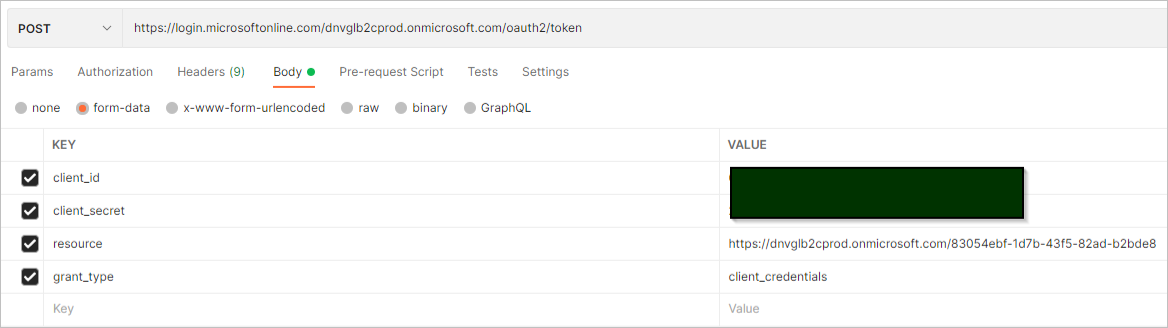 POST https://login.microsoftonline.com/dnvglb2cprod.onmicrosoft.com/oauth2/token
Params Authorization Headers (9) Body Pre-request Script Tests Settings
none form-data x-www-form-urlencoded raw binary GraphQL
KEY VALUE
client_id
client_secret
resource https://dnvglb2cprod.onmicrosoft.com/83054ebf-1d7b-43f5-82ad-b2bde8
grant_type client_credentials
Key Value